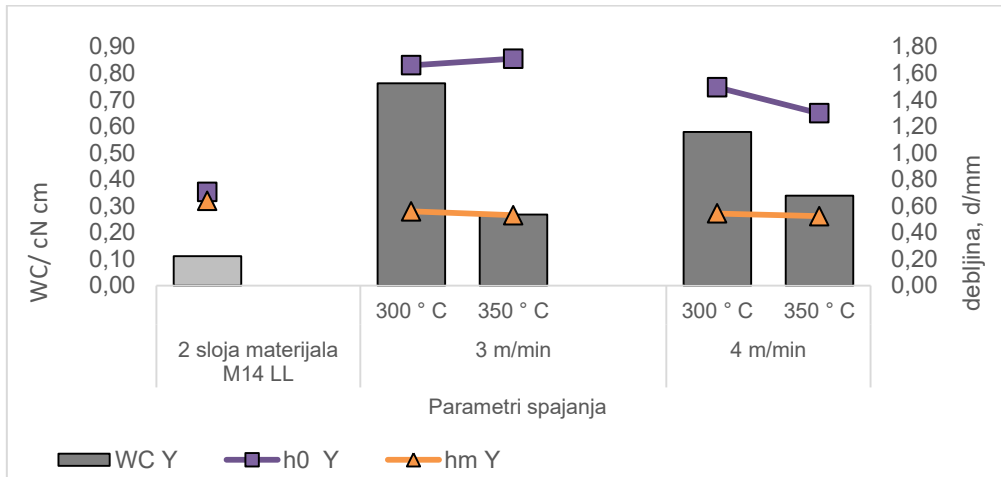 0,90
0,80
0,70
0,60
0,50
0,40
0,30
0,20
0,10
0,00
WC/ cN cm
1,80
1,60
1,40
1,20
1,00
0,80
0,60
0,40
0,20
0,00
debljina, d/mm
300 ° C 350 ° C 300 ° C 350 ° C
2 sloja materijala 3 m/min 4 m/min
M14 LL
Parametri spajanja
WC Y h0 Y hm Y